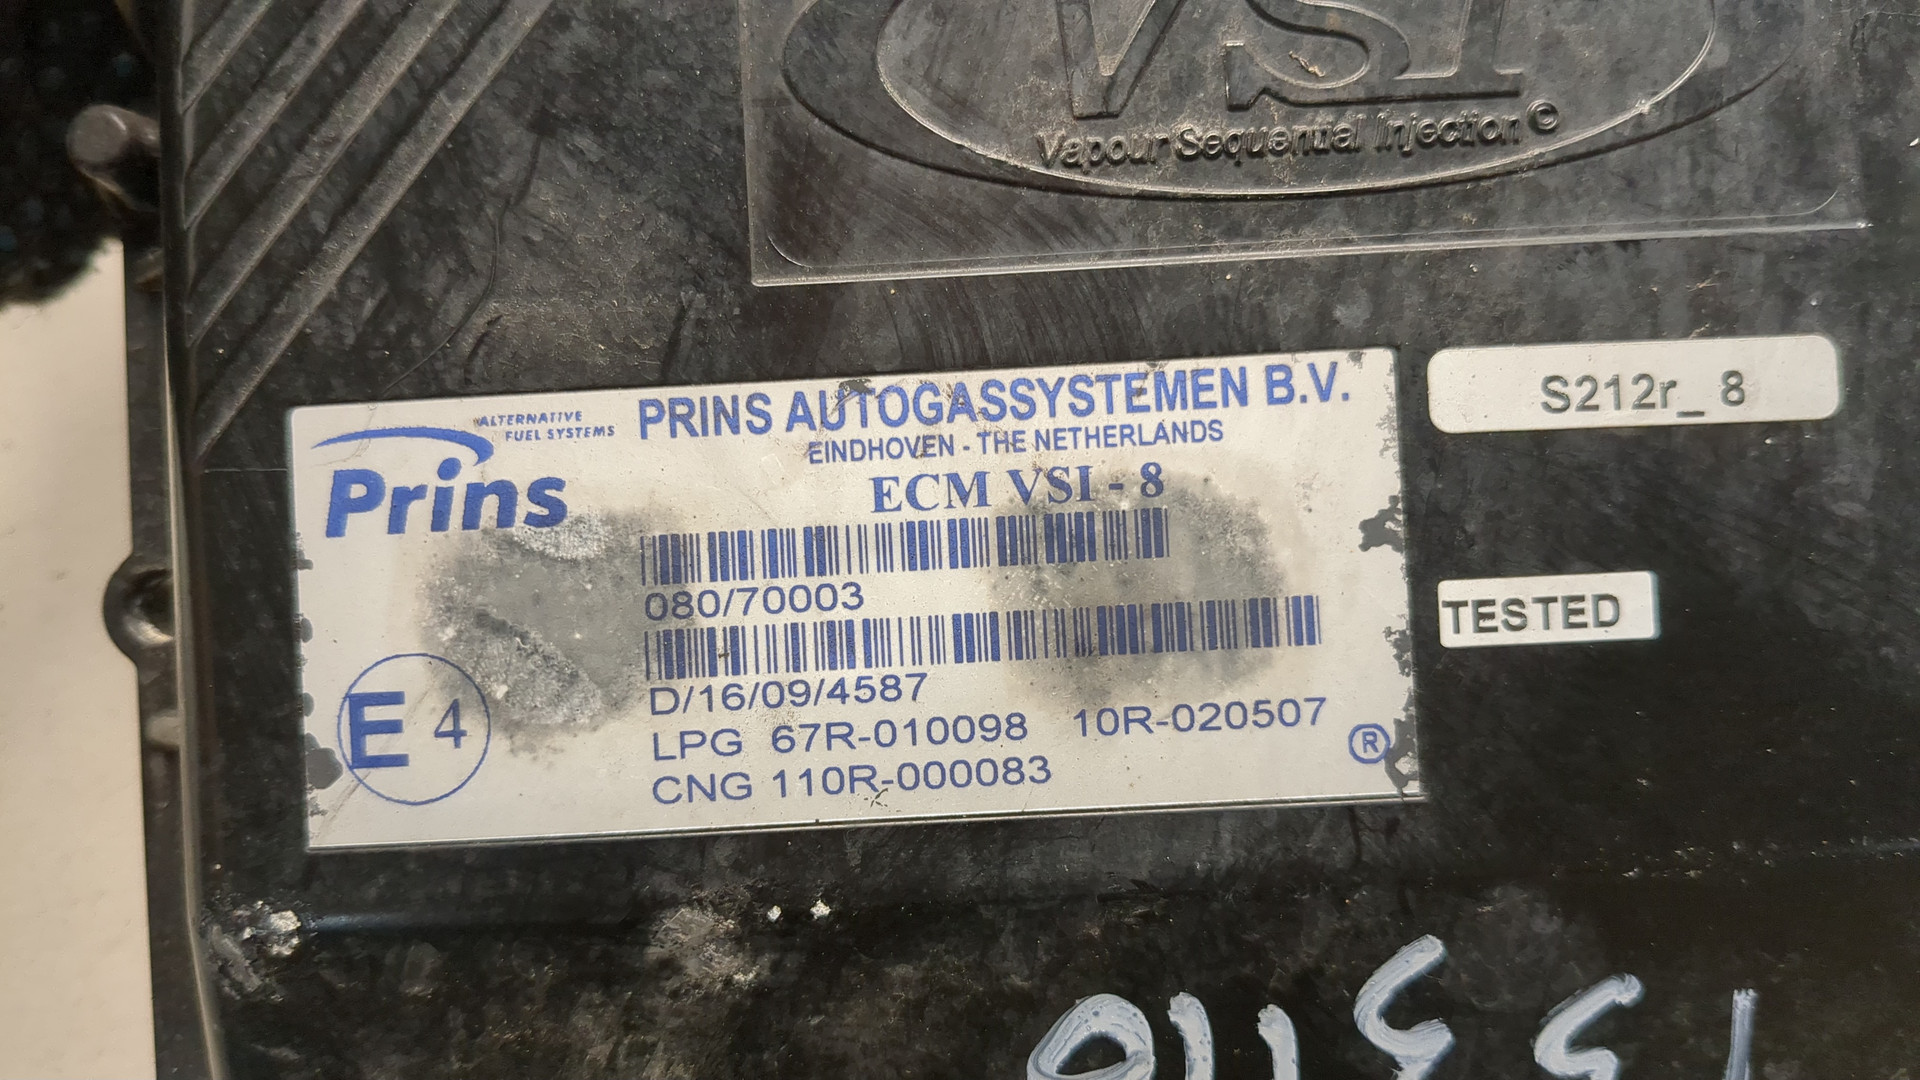 VSI
Vapour Sequential Injection ©
ALTERNATIVE
FUEL SYSTEMS
Prins
PRINS AUTOGASSYSTEMEN B.V.
EINDHOVEN - THE NETHERLANDS
ECM VSI - 8
080/70003
D/16/09/4587
LPG 67R-010098 10R-020507
CNG 110R-000083
E 4
®
S212r_ 8
TESTED